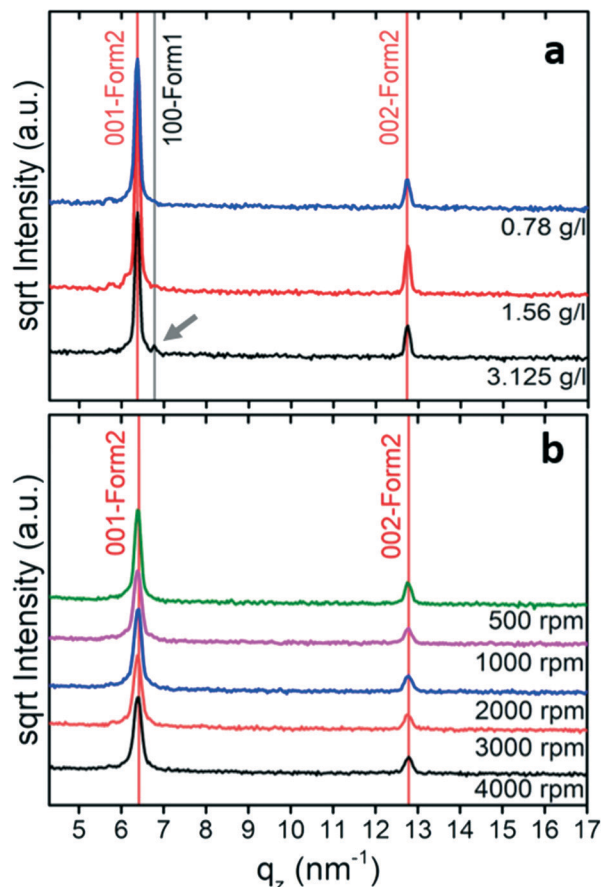 a
001-Form2
100-Form1
002-Form2
sqrt Intensity (a.u.)
0.78 g/l
1.56 g/l
3.125 g/l
b
001-Form2
002-Form2
sqrt Intensity (a.u.)
500 rpm
1000 rpm
2000 rpm
3000 rpm
4000 rpm
5 6 7 8 9 10 11 12 13 14 15 16 17
q_z (nm⁻¹)